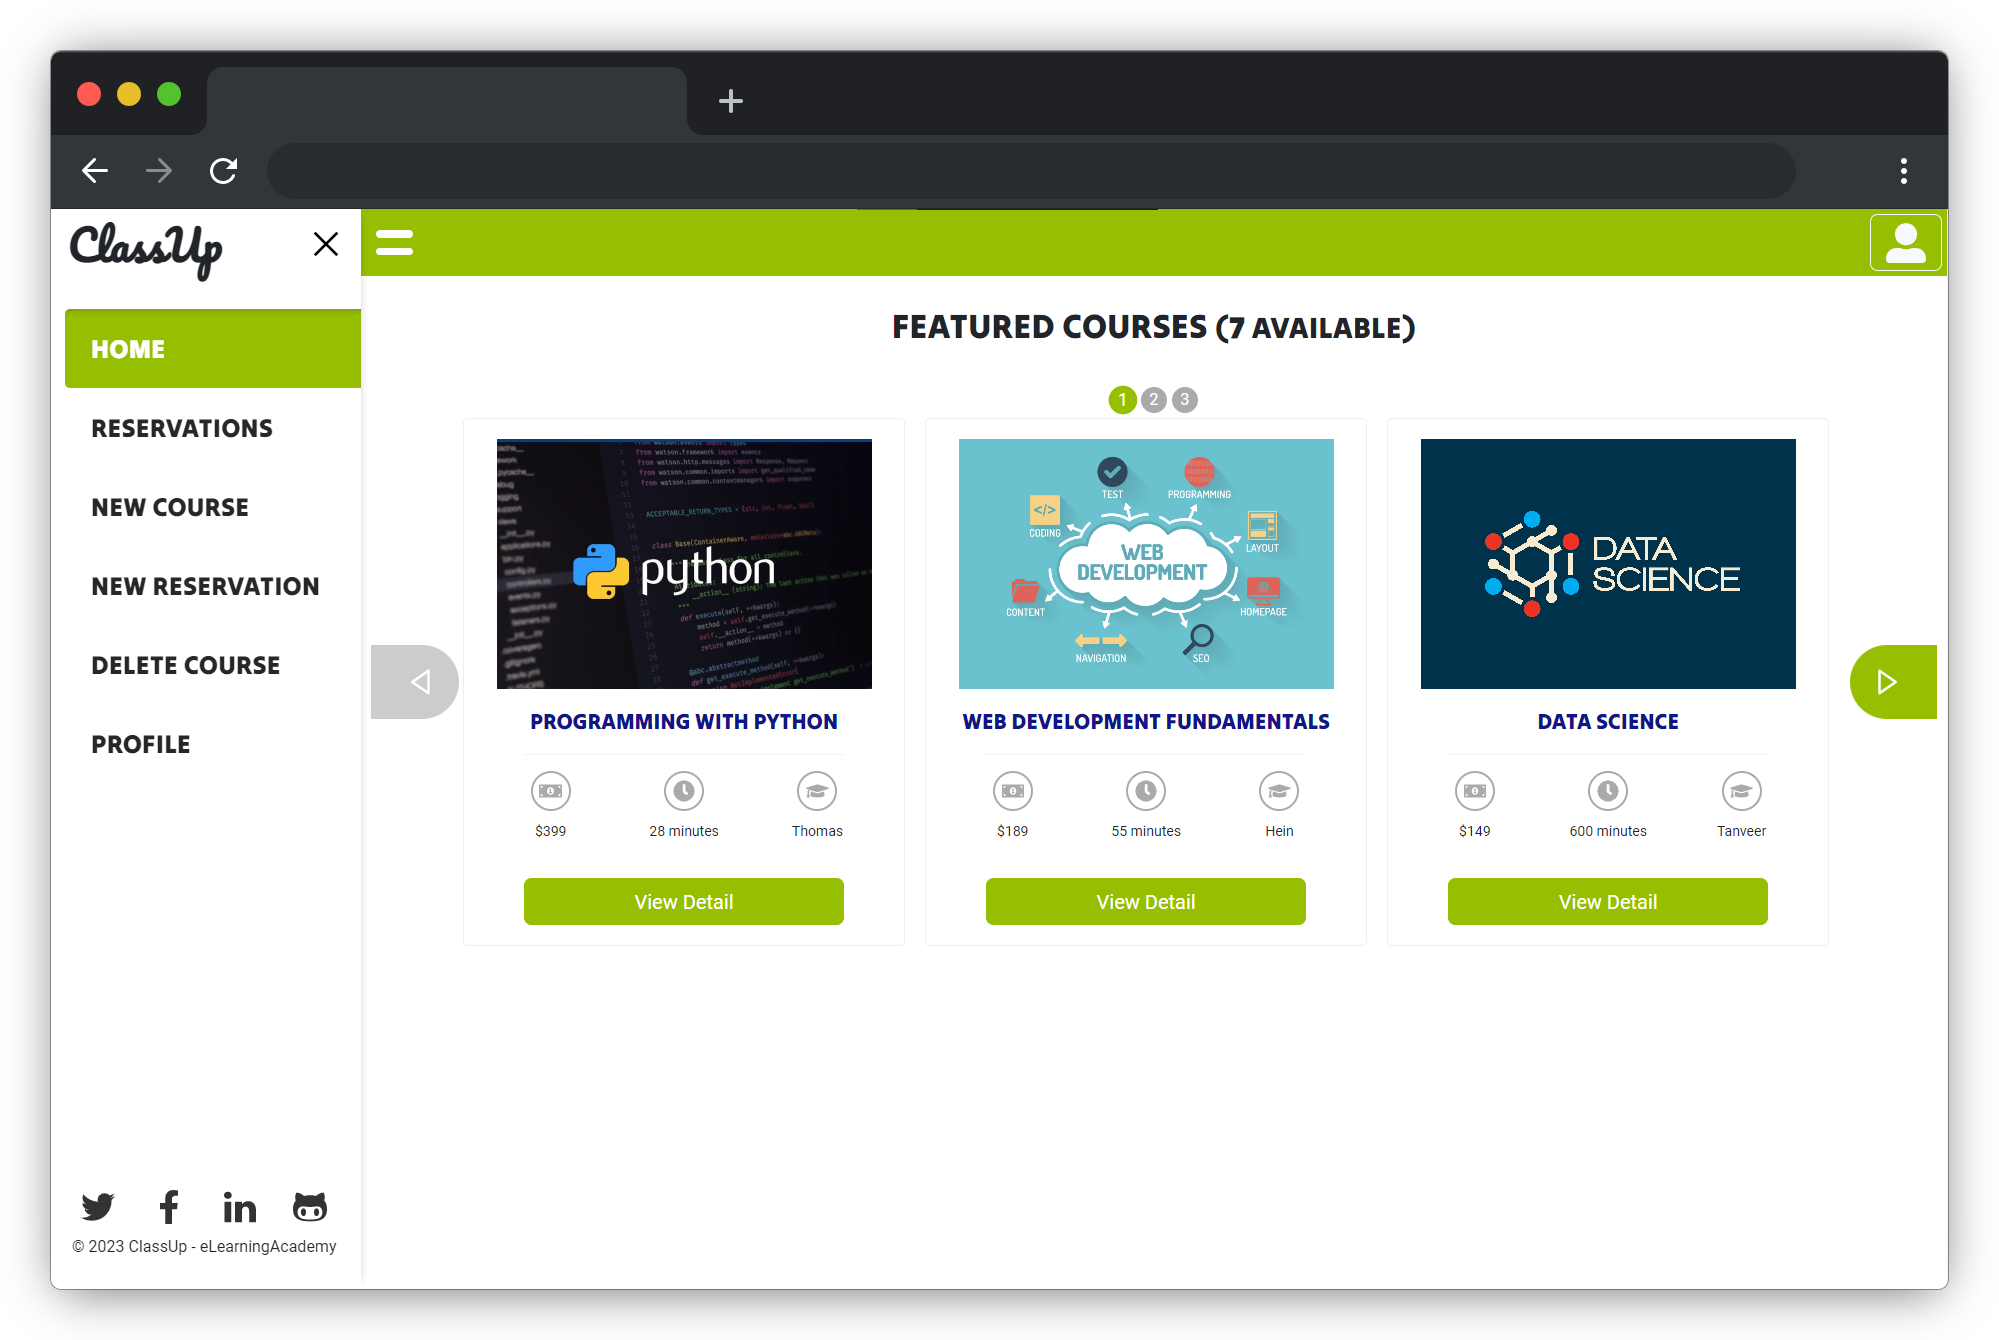 ClassUp
HOME
RESERVATIONS
NEW COURSE
NEW RESERVATION
DELETE COURSE
PROFILE
© 2023 ClassUp - eLearningAcademy
FEATURED COURSES (7 AVAILABLE)
1 2 3
python
PROGRAMMING WITH PYTHON
$399 28 minutes Thomas
View Detail
TEST
PROGRAMMING
</>
CODING
LAYOUT
WEB
DEVELOPMENT
CONTENT
HOMEPAGE
NAVIGATION
SEO
WEB DEVELOPMENT FUNDAMENTALS
$189 55 minutes Hein
View Detail
DATA
SCIENCE
DATA SCIENCE
$149 600 minutes Tanveer
View Detail